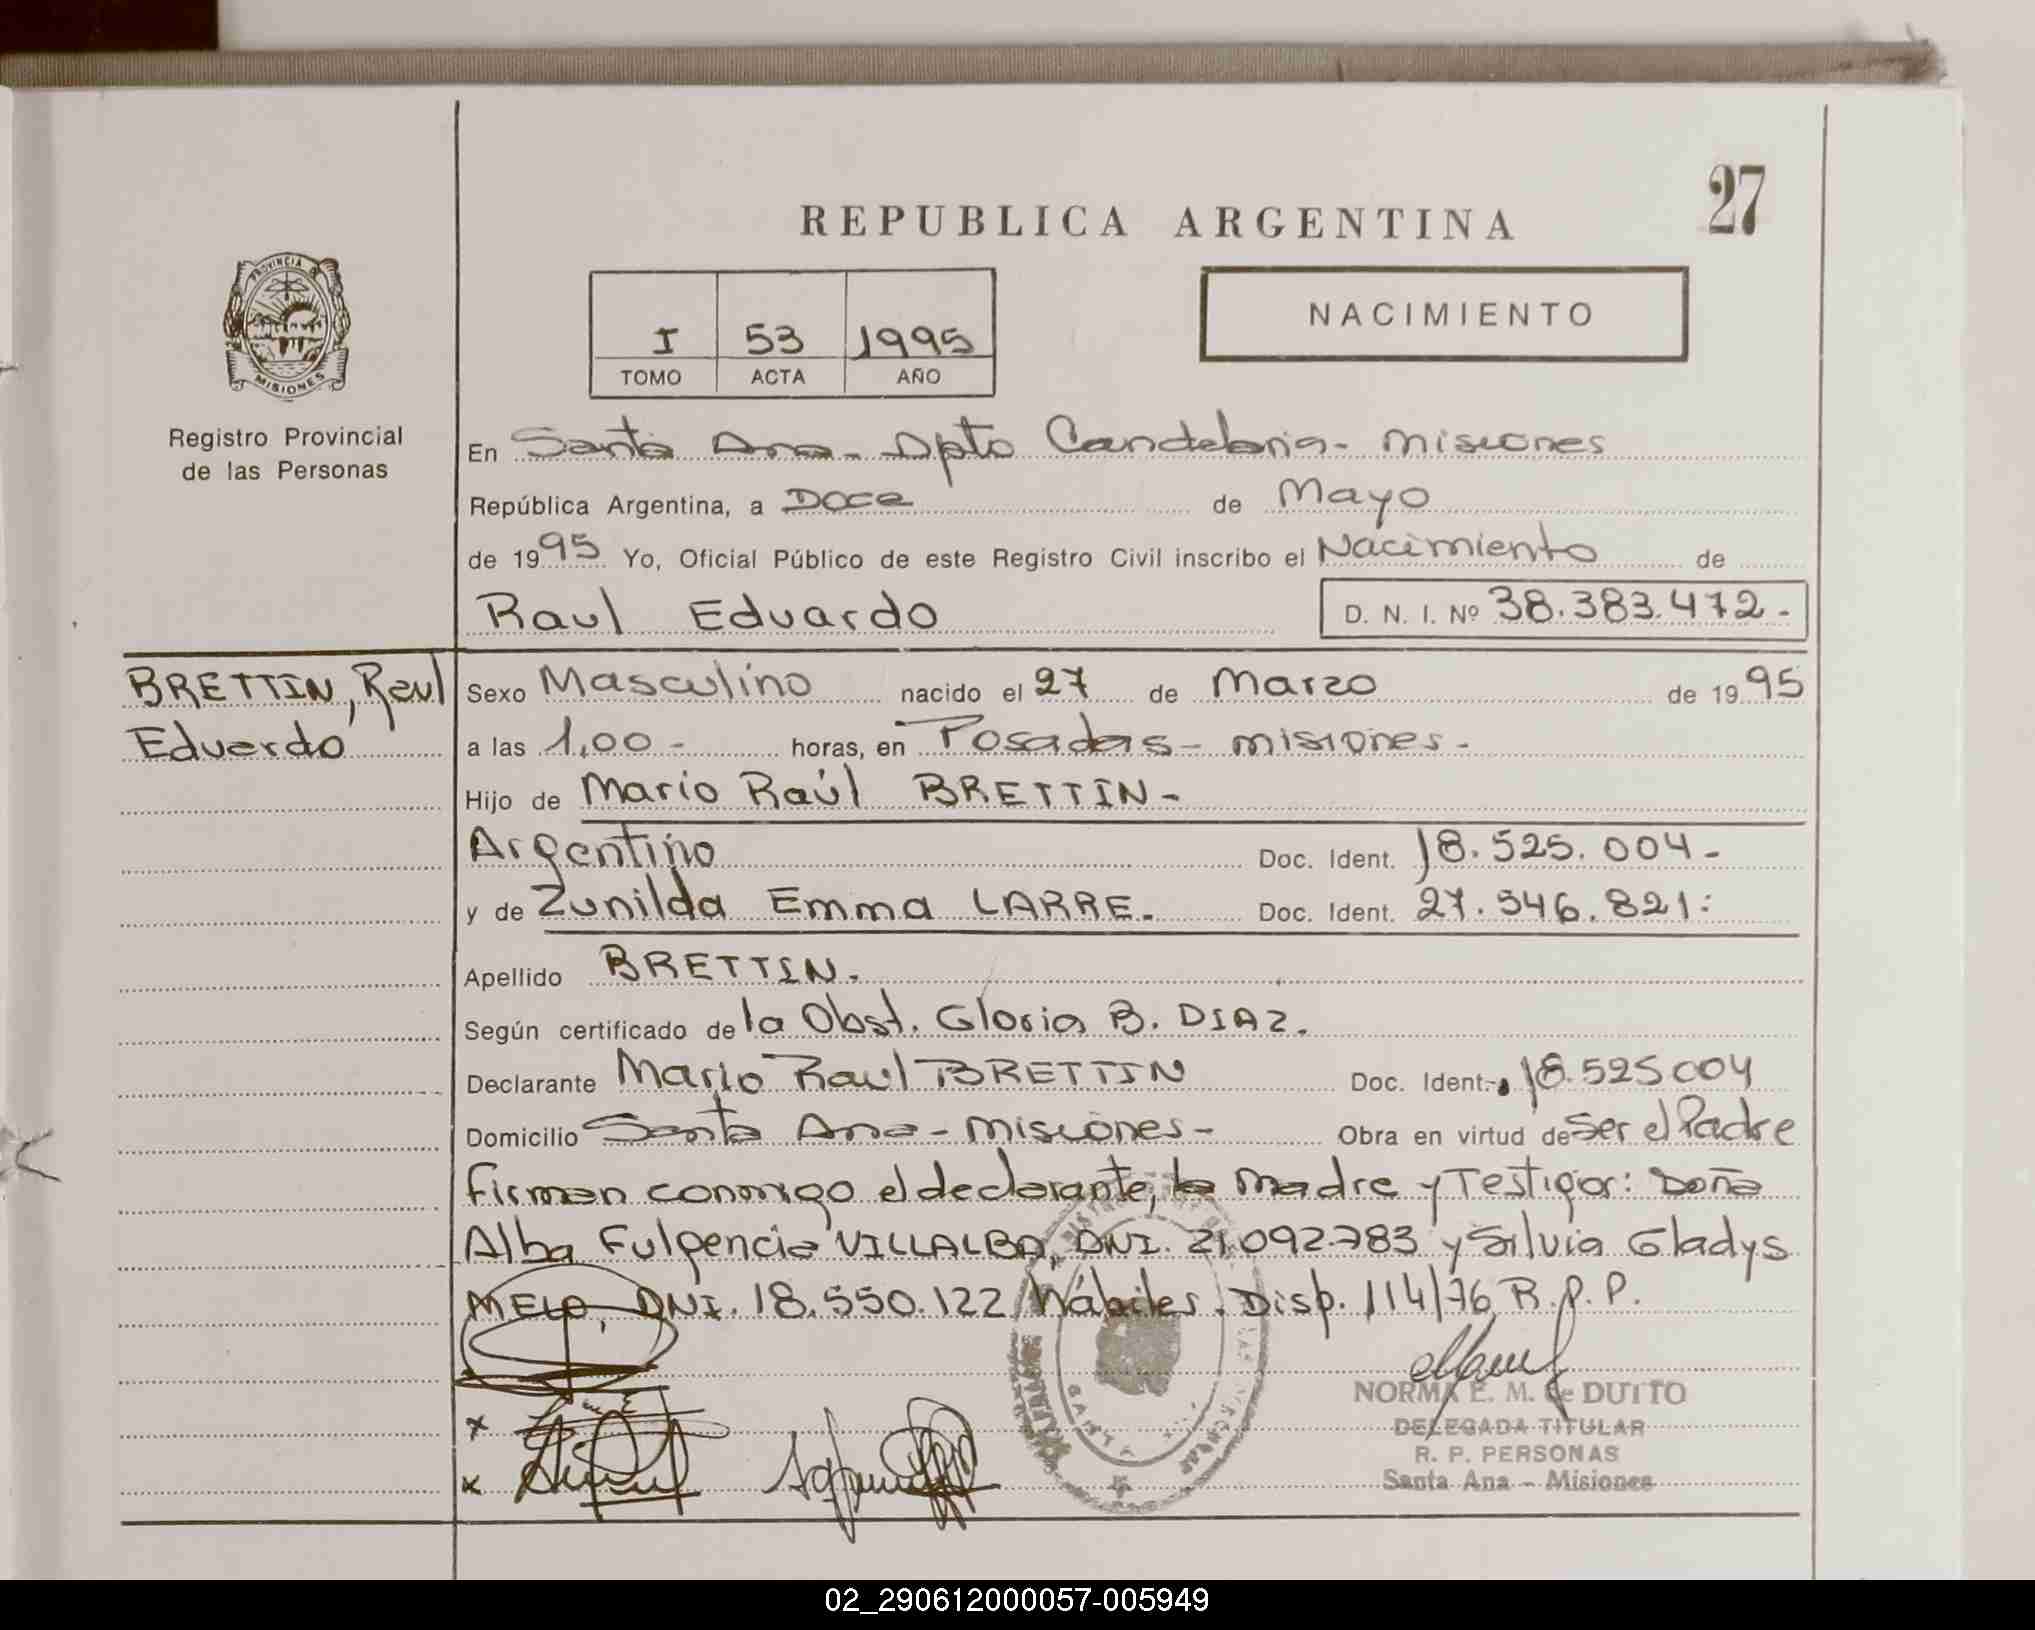 27
REPUBLICA ARGENTINA
NACIMIENTO
I 53 1995
TOMO ACTA AÑO
PROVINCIA DE
MISIONES
Registro Provincial
de las Personas
En Santa Ana - Dpto Candelaria - Misiones
República Argentina, a Doce de Mayo
de 1995 Yo, Oficial Público de este Registro Civil inscribo el Nacimiento de
Raul Eduardo D. N. I. Nº 38.383.472.-
BRETTIN, Raul
Eduardo
Sexo Masculino nacido el 27 de Marzo de 1995
a las 1,00 - horas, en Posadas - Misiones -
Hijo de Mario Raúl BRETTIN -
Argentino Doc. Ident. 18.525.004 -
y de Zunilda Emma LARRE. Doc. Ident. 27.546.821:
Apellido BRETTIN.
Según certificado de la Obst. Gloria B. DIAZ.
Declarante Mario Raul BRETTIN Doc. Ident. 18.525004
Domicilio Santa Ana - Misiones - Obra en virtud de Ser el Padre
Firman conmigo el declarante, la Madre y Testigos: Doña
Alba Fulgencia VILLALBA, DNI. 21.092.783 y Silvia Gladys
MELO, DNI. 18.550.122 Hábiles. Disp. 114/76 R.P.P.
NORMA E. M. de DUTTO
DELEGADA TITULAR
R. P. PERSONAS
Santa Ana - Misiones
02_290612000057-005949